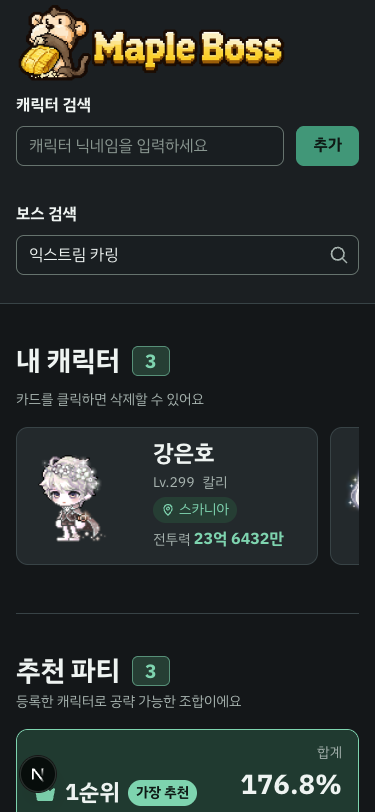 Maple Boss
캐릭터 검색
캐릭터 닉네임을 입력하세요
추가
보스 검색
익스트림 카링
내 캐릭터 3
카드를 클릭하면 삭제할 수 있어요
강은호
Lv.299 칼리
스카니아
전투력 23억 6432만
추천 파티 3
등록한 캐릭터로 공략 가능한 조합이에요
합계
N 1순위 가장 추천 176.8%